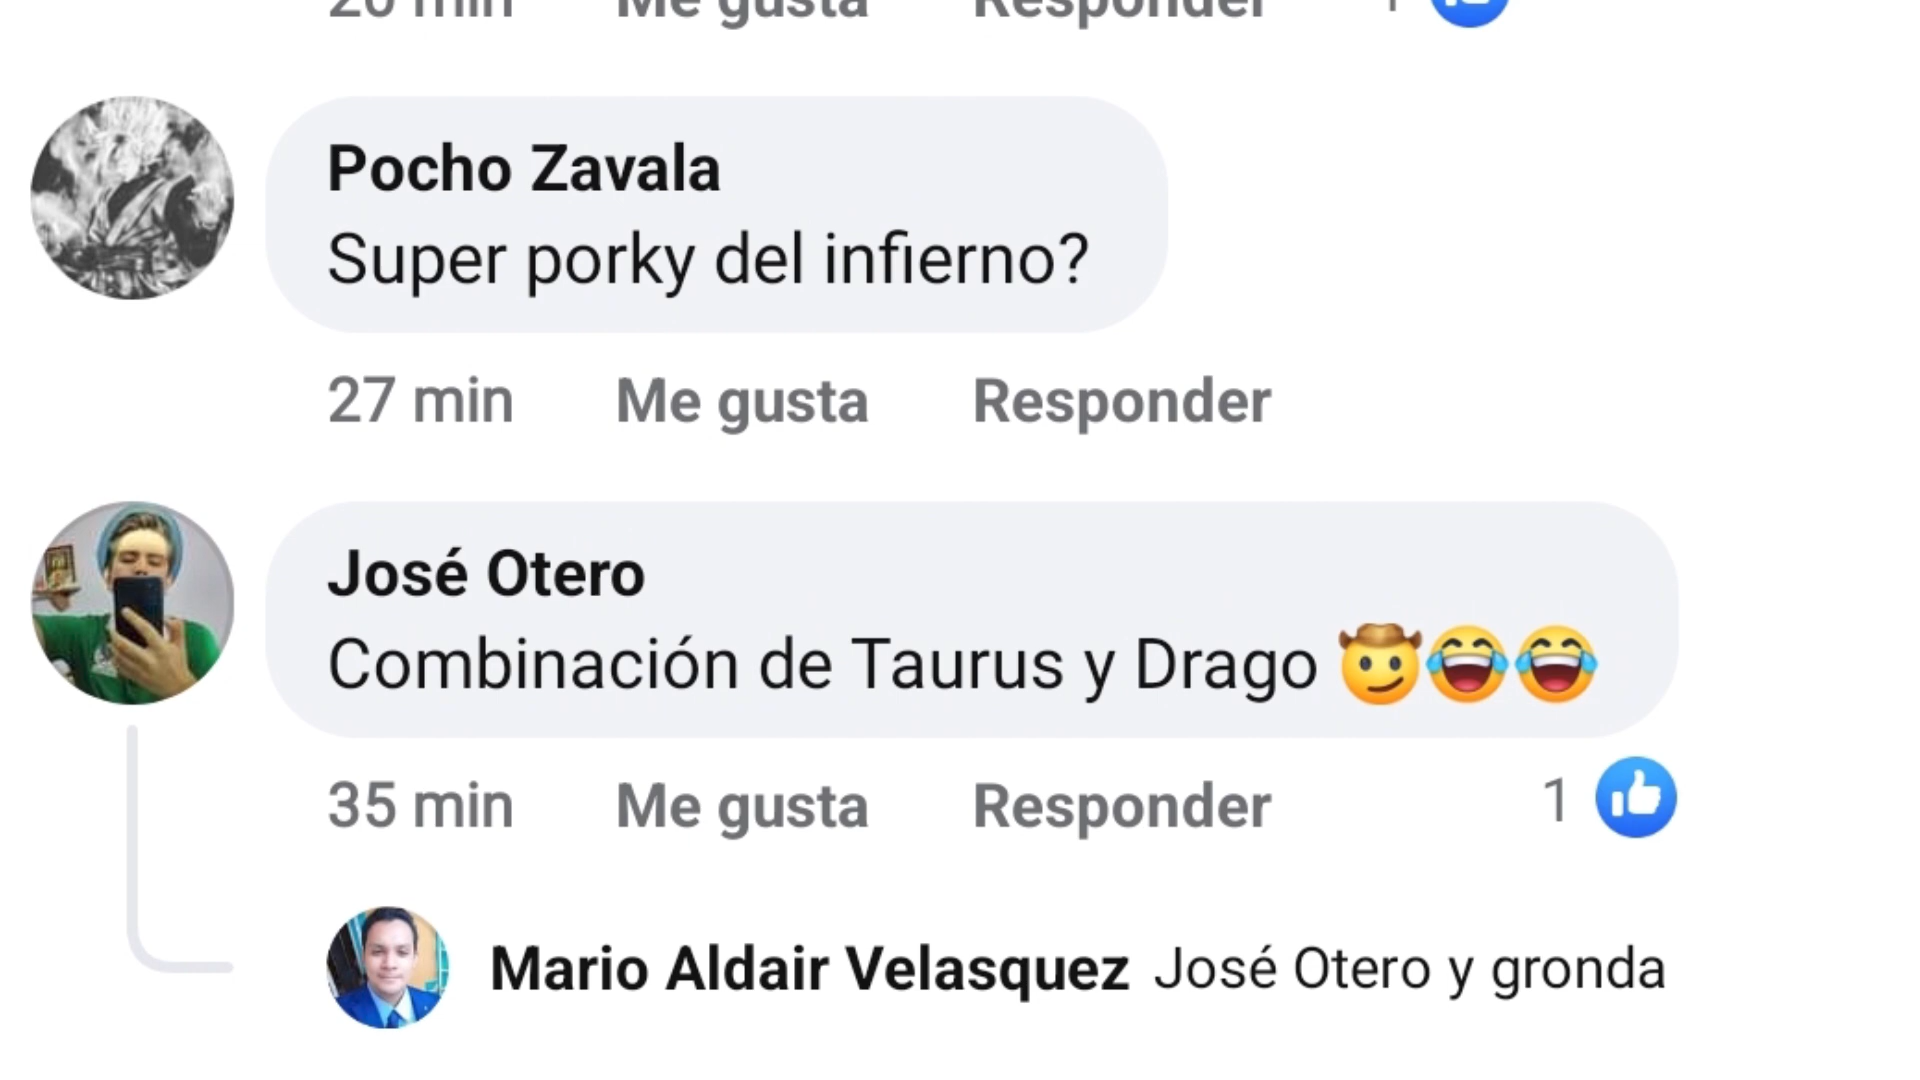 20 min Me gusta Responder 1
Pocho Zavala
Super porky del infierno?
27 min Me gusta Responder
José Otero
Combinación de Taurus y Drago 🤠😂😂
35 min Me gusta Responder 1
Mario Aldair Velasquez José Otero y gronda